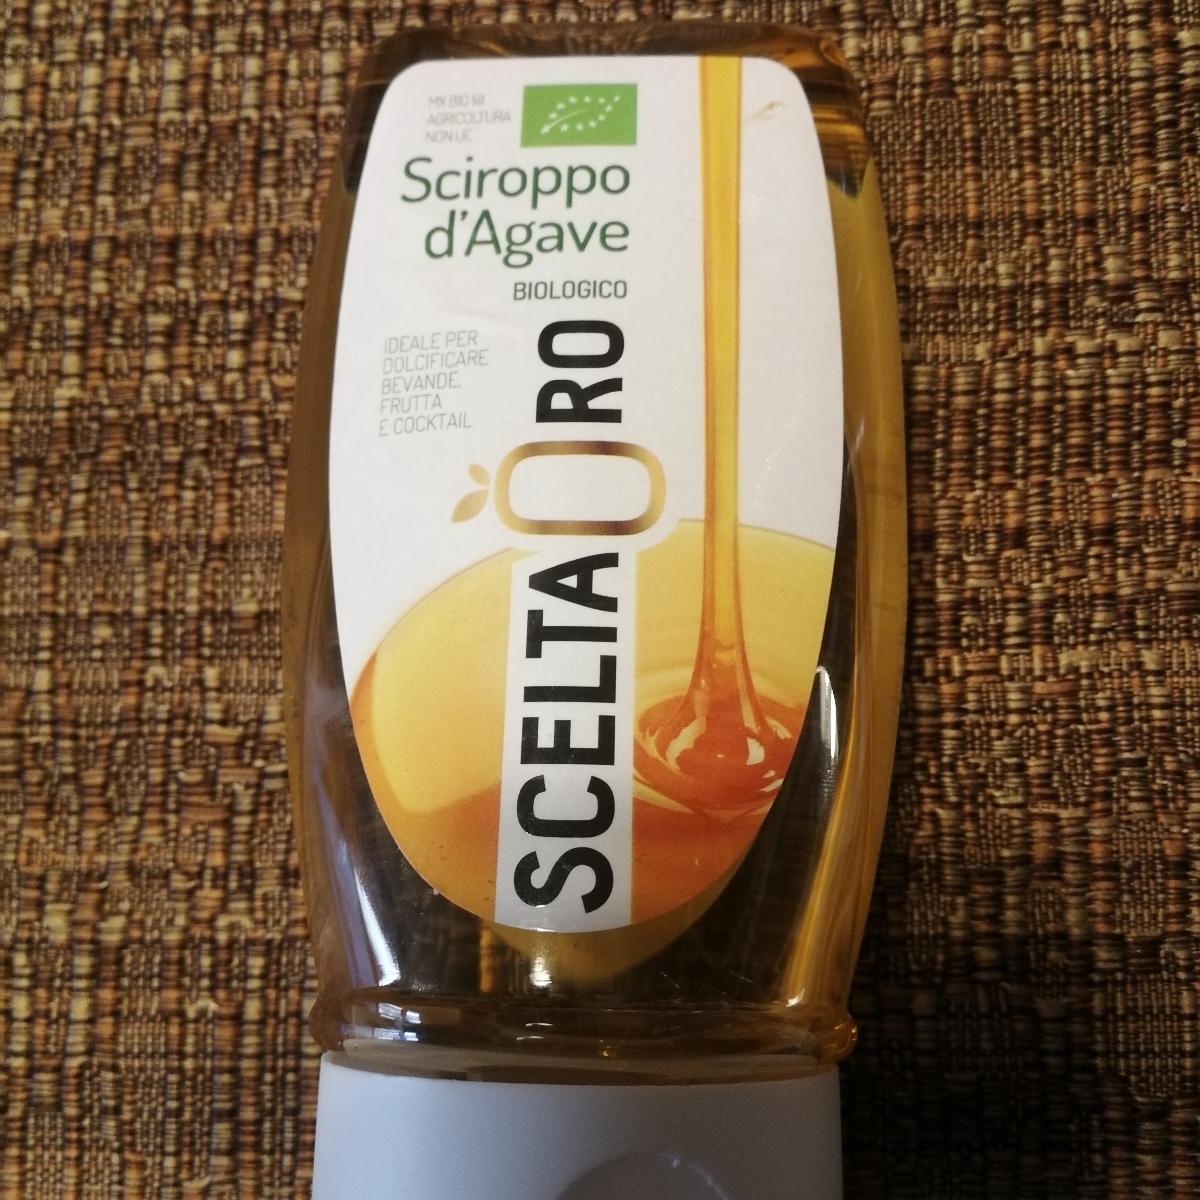 MX BIO 141
AGRICOLTURA
NON UE
Sciroppo
d'Agave
BIOLOGICO
IDEALE PER
DOLCIFICARE
BEVANDE,
FRUTTA
E COCKTAIL
SCELTA ORO